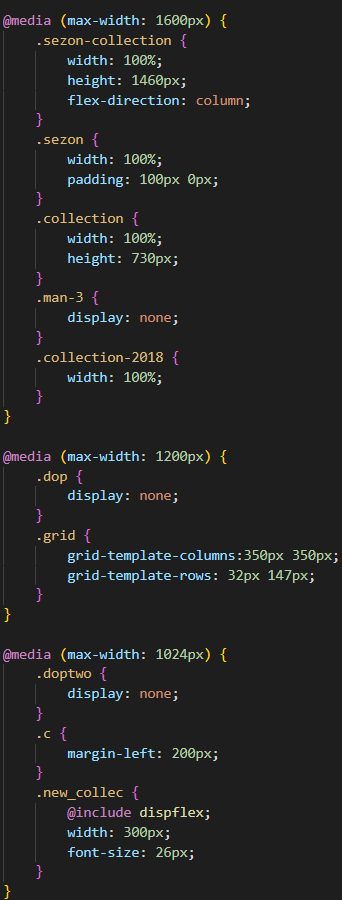 @media (max-width: 1600px) {
    .sezon-collection {
        width: 100%;
        height: 1460px;
        flex-direction: column;
    }
    .sezon {
        width: 100%;
        padding: 100px 0px;
    }
    .collection {
        width: 100%;
        height: 730px;
    }
    .man-3 {
        display: none;
    }
    .collection-2018 {
        width: 100%;
    }
}

@media (max-width: 1200px) {
    .dop {
        display: none;
    }
    .grid {
        grid-template-columns:350px 350px;
        grid-template-rows: 32px 147px;
    }
}

@media (max-width: 1024px) {
    .doptwo {
        display: none;
    }
    .c {
        margin-left: 200px;
    }
    .new_collec {
        @include dispflex;
        width: 300px;
        font-size: 26px;
    }
}